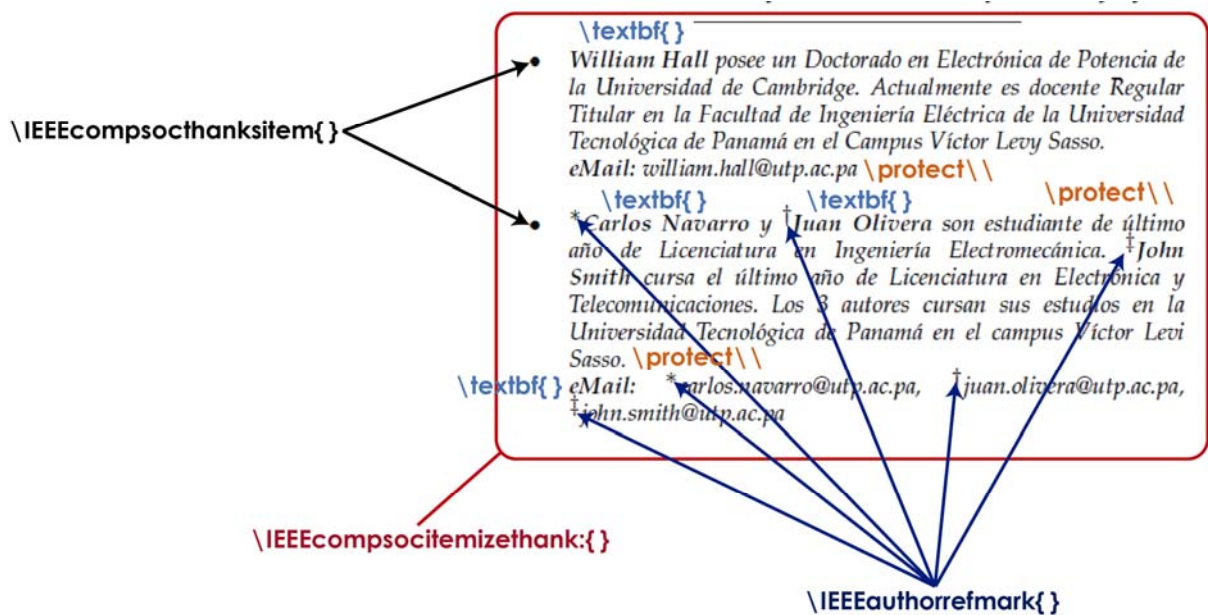 \textbf{ }
• William Hall posee un Doctorado en Electrónica de Potencia de
la Universidad de Cambridge. Actualmente es docente Regular
Titular en la Facultad de Ingeniería Eléctrica de la Universidad
Tecnológica de Panamá en el Campus Víctor Levy Sasso.
eMail: william.hall@utp.ac.pa \protect\\
\IEEEcompsocthanksitem{ }
\textbf{ } \textbf{ } \protect\\
• *Carlos Navarro y †Juan Olivera son estudiante de último
año de Licenciatura en Ingeniería Electromecánica. ‡John
Smith cursa el último año de Licenciatura en Electrónica y
Telecomunicaciones. Los 3 autores cursan sus estudios en la
Universidad Tecnológica de Panamá en el campus Víctor Levi
Sasso. \protect\\
\textbf{ } eMail: *carlos.navarro@utp.ac.pa, †juan.olivera@utp.ac.pa,
‡john.smith@utp.ac.pa
\IEEEcompsocitemizethank:{ }
\IEEEauthorrefmark{ }